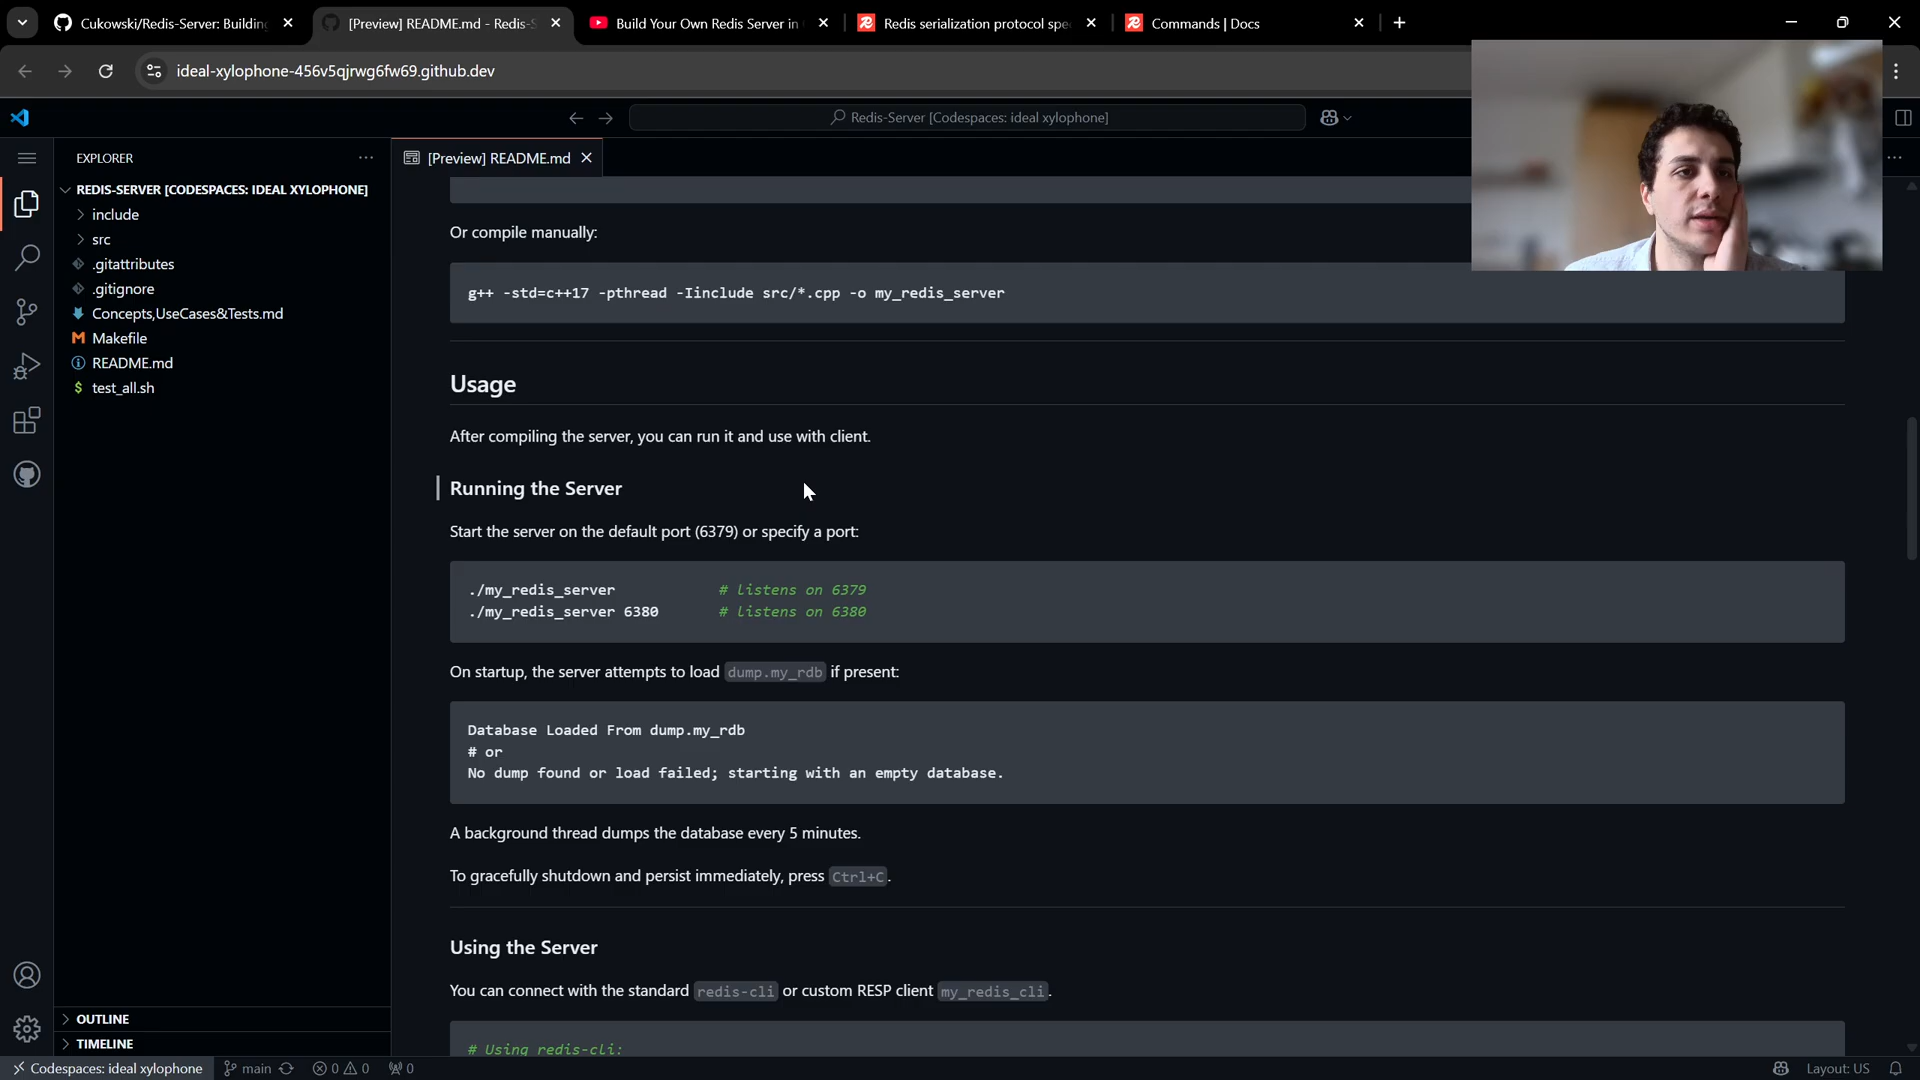 Cukowski/Redis-Server: Building
[Preview] README.md - Redis-S
Build Your Own Redis Server in
Redis serialization protocol spe
Commands | Docs
ideal-xylophone-456v5qjrwg6fw69.github.dev
Redis-Server [Codespaces: ideal xylophone]
EXPLORER
[Preview] README.md
REDIS-SERVER [CODESPACES: IDEAL XYLOPHONE]
include
src
.gitattributes
.gitignore
Concepts,UseCases&Tests.md
Makefile
README.md
test_all.sh
OUTLINE
TIMELINE
Or compile manually:
g++ -std=c++17 -pthread -Iinclude src/*.cpp -o my_redis_server
Usage
After compiling the server, you can run it and use with client.
Running the Server
Start the server on the default port (6379) or specify a port:
./my_redis_server # listens on 6379
./my_redis_server 6380 # listens on 6380
On startup, the server attempts to load dump.my_rdb if present:
Database Loaded From dump.my_rdb
# or
No dump found or load failed; starting with an empty database.
A background thread dumps the database every 5 minutes.
To gracefully shutdown and persist immediately, press Ctrl+C.
Using the Server
You can connect with the standard redis-cli or custom RESP client my_redis_cli.
# Using redis-cli:
Codespaces: ideal xylophone
main
0
0
0
Layout: US